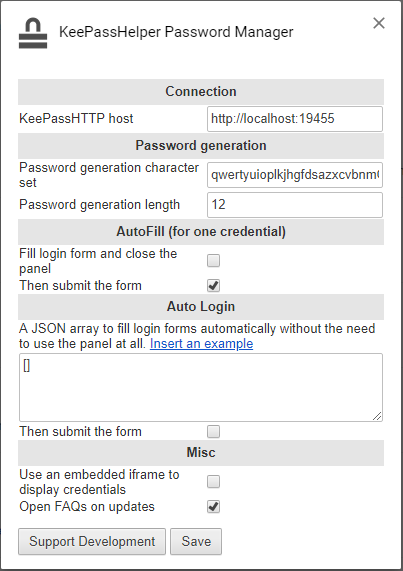 KeePassHelper Password Manager
Connection
KeePassHTTP host http://localhost:19455
Password generation
Password generation character
set
qwertyuioplkjhgfdsazxcvbnm
Password generation length 12
AutoFill (for one credential)
Fill login form and close the
panel
Then submit the form
Auto Login
A JSON array to fill login forms automatically without the need
to use the panel at all. Insert an example
[]
Then submit the form
Misc
Use an embedded iframe to
display credentials
Open FAQs on updates
Support Development Save